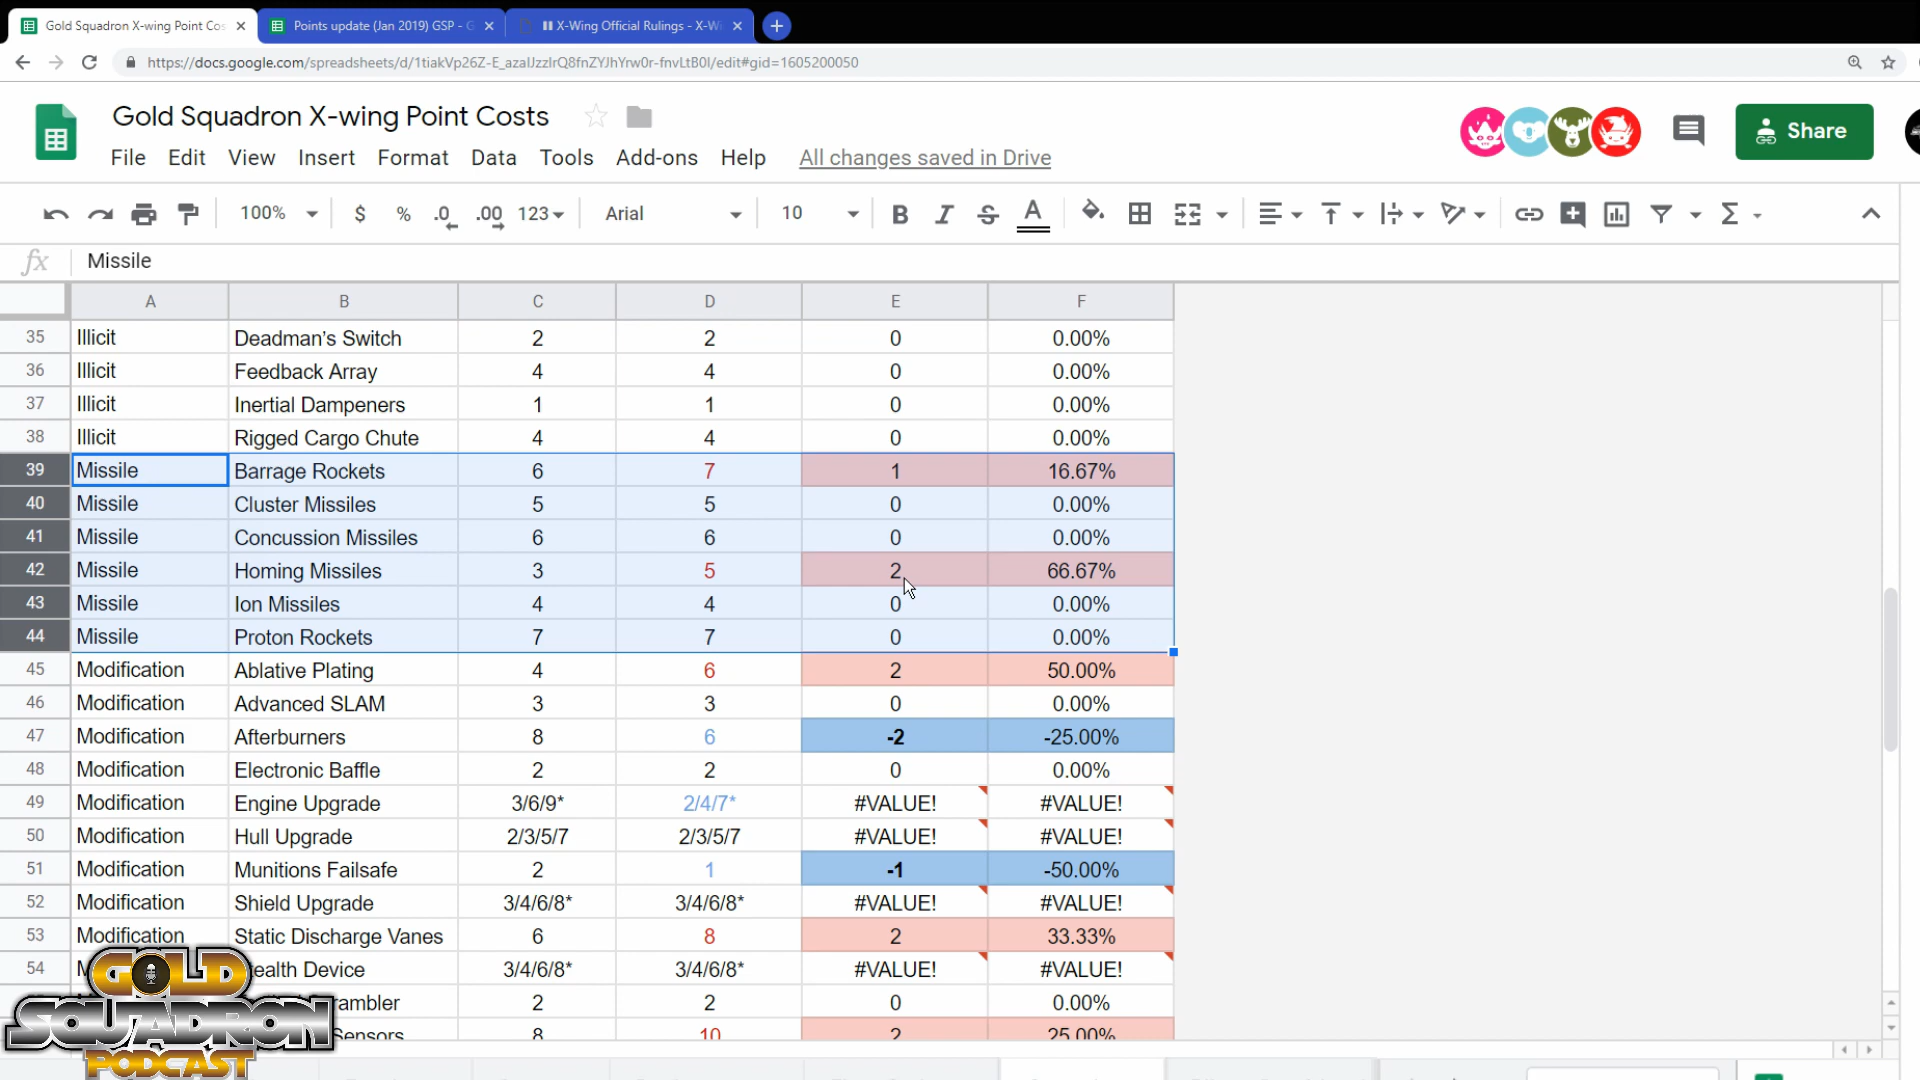 Gold Squadron X-wing Point Cos
Points update (Jan 2019) GSP - G
X-Wing Official Rulings - X-Wi
https://docs.google.com/spreadsheets/d/1tiakVp26Z-E_azaIJzzIrQ8fnZYJhYrw0r-fnvLtB0I/edit#gid=1605200050
Gold Squadron X-wing Point Costs
File Edit View Insert Format Data Tools Add-ons Help All changes saved in Drive
Share
100% $ % .0 .00 123 Arial 10 B I S A Σ
fx Missile
A B C D E F
35 Illicit Deadman’s Switch 2 2 0 0.00%
36 Illicit Feedback Array 4 4 0 0.00%
37 Illicit Inertial Dampeners 1 1 0 0.00%
38 Illicit Rigged Cargo Chute 4 4 0 0.00%
39 Missile Barrage Rockets 6 7 1 16.67%
40 Missile Cluster Missiles 5 5 0 0.00%
41 Missile Concussion Missiles 6 6 0 0.00%
42 Missile Homing Missiles 3 5 2 66.67%
43 Missile Ion Missiles 4 4 0 0.00%
44 Missile Proton Rockets 7 7 0 0.00%
45 Modification Ablative Plating 4 6 2 50.00%
46 Modification Advanced SLAM 3 3 0 0.00%
47 Modification Afterburners 8 6 -2 -25.00%
48 Modification Electronic Baffle 2 2 0 0.00%
49 Modification Engine Upgrade 3/6/9* 2/4/7* #VALUE! #VALUE!
50 Modification Hull Upgrade 2/3/5/7 2/3/5/7 #VALUE! #VALUE!
51 Modification Munitions Failsafe 2 1 -1 -50.00%
52 Modification Shield Upgrade 3/4/6/8* 3/4/6/8* #VALUE! #VALUE!
53 Modification Static Discharge Vanes 6 8 2 33.33%
54 M ealth Device 3/4/6/8* 3/4/6/8* #VALUE! #VALUE!
rambler 2 2 0 0.00%
Sensors 8 10 2 25.00%
GOLD
SQUADRON
PODCAST